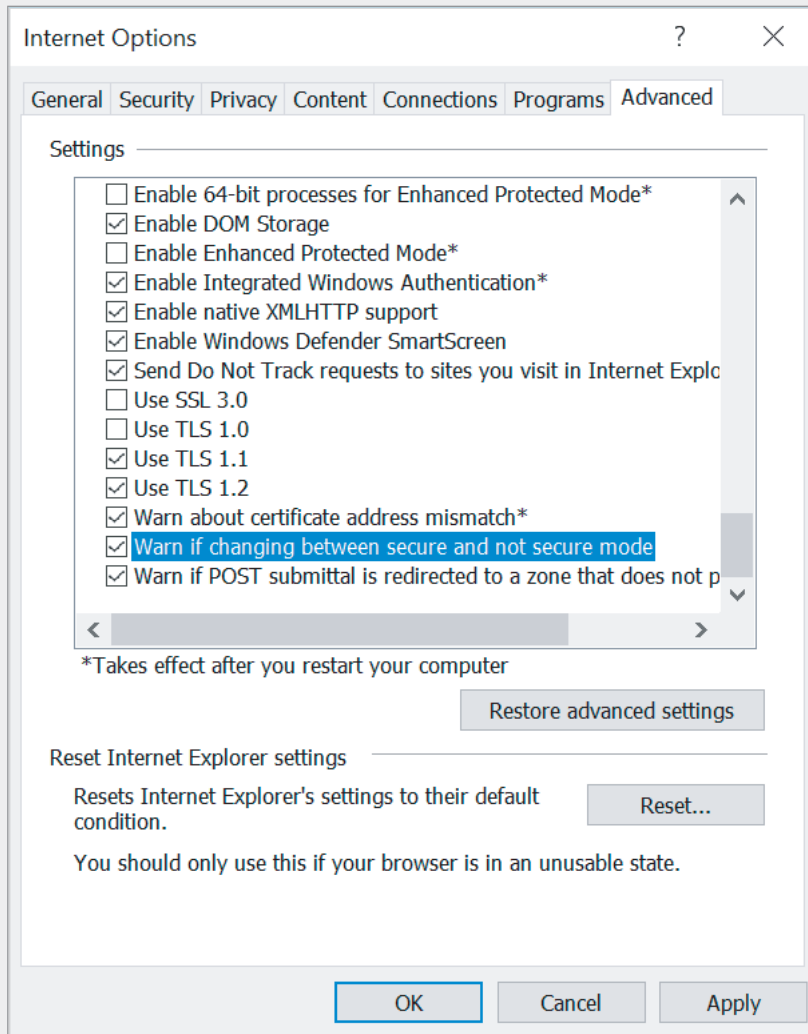 Internet Options
General Security Privacy Content Connections Programs Advanced
Settings
Enable 64-bit processes for Enhanced Protected Mode*
Enable DOM Storage
Enable Enhanced Protected Mode*
Enable Integrated Windows Authentication*
Enable native XMLHTTP support
Enable Windows Defender SmartScreen
Send Do Not Track requests to sites you visit in Internet Explo
Use SSL 3.0
Use TLS 1.0
Use TLS 1.1
Use TLS 1.2
Warn about certificate address mismatch*
Warn if changing between secure and not secure mode
Warn if POST submittal is redirected to a zone that does not p
*Takes effect after you restart your computer
Restore advanced settings
Reset Internet Explorer settings
Resets Internet Explorer's settings to their default
condition.
Reset...
You should only use this if your browser is in an unusable state.
OK Cancel Apply